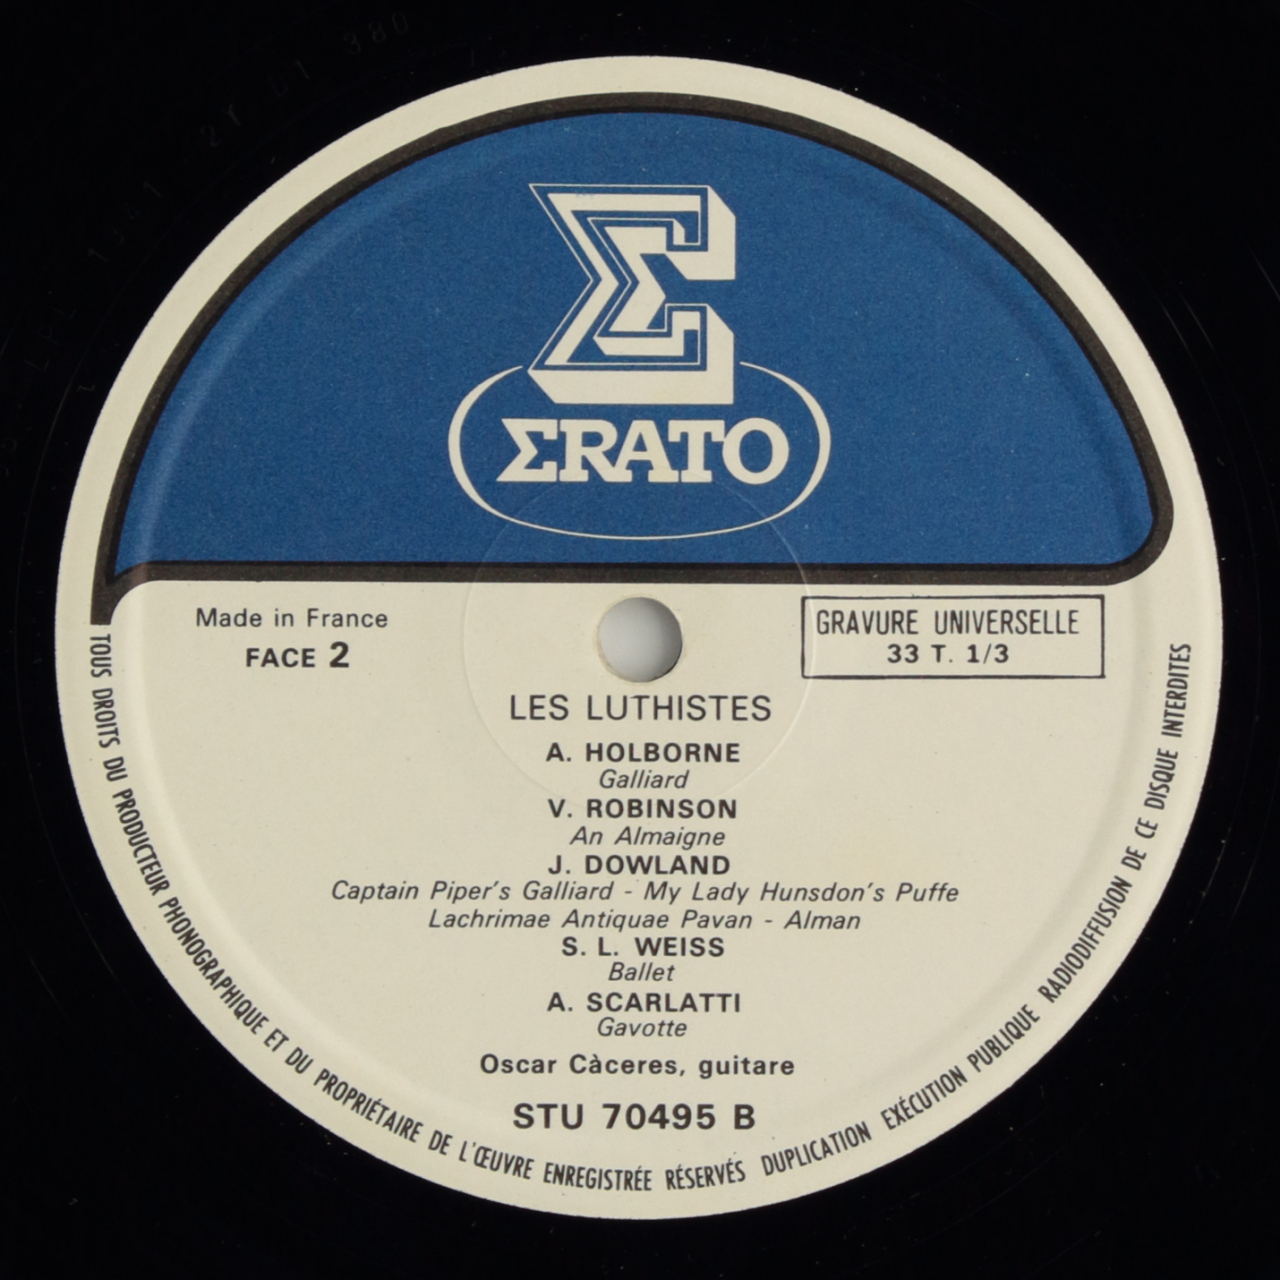 ΣRATO
Made in France
FACE 2
GRAVURE UNIVERSELLE
33 T. 1/3
LES LUTHISTES
A. HOLBORNE
Galliard
V. ROBINSON
An Almaigne
J. DOWLAND
Captain Piper's Galliard - My Lady Hunsdon's Puffe
Lachrimae Antiquae Pavan - Alman
S. L. WEISS
Ballet
A. SCARLATTI
Gavotte
Oscar Càceres, guitare
STU 70495 B
TOUS DROITS DU PRODUCTEUR PHONOGRAPHIQUE ET DU PROPRIÉTAIRE DE L'ŒUVRE ENREGISTRÉE RÉSERVÉS DUPLICATION EXÉCUTION PUBLIQUE RADIODIFFUSION DE CE DISQUE INTERDITES